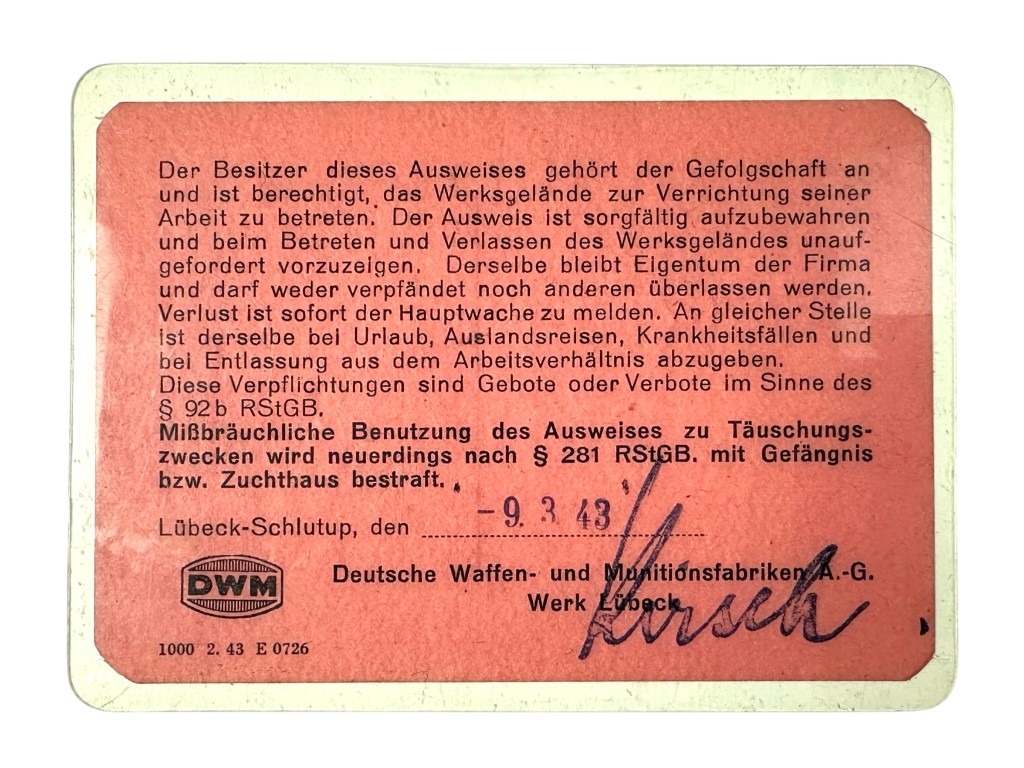 Der Besitzer dieses Ausweises gehört der Gefolgschaft an
und ist berechtigt, das Werksgelände zur Verrichtung seiner
Arbeit zu betreten. Der Ausweis ist sorgfältig aufzubewahren
und beim Betreten und Verlassen des Werksgeländes unauf-
gefordert vorzuzeigen. Derselbe bleibt Eigentum der Firma
und darf weder verpfändet noch anderen überlassen werden.
Verlust ist sofort der Hauptwache zu melden. An gleicher Stelle
ist derselbe bei Urlaub, Auslandsreisen, Krankheitsfällen und
bei Entlassung aus dem Arbeitsverhältnis abzugeben.
Diese Verpflichtungen sind Gebote oder Verbote im Sinne des
§ 92b RStGB.
Mißbräuchliche Benutzung des Ausweises zu Täuschungs-
zwecken wird neuerdings nach § 281 RStGB. mit Gefängnis
bzw. Zuchthaus bestraft.
Lübeck-Schlutup, den -9. 3. 43
DWM
Deutsche Waffen- und Munitionsfabriken A.-G.
Werk Lübeck
1000 2. 43 E 0726